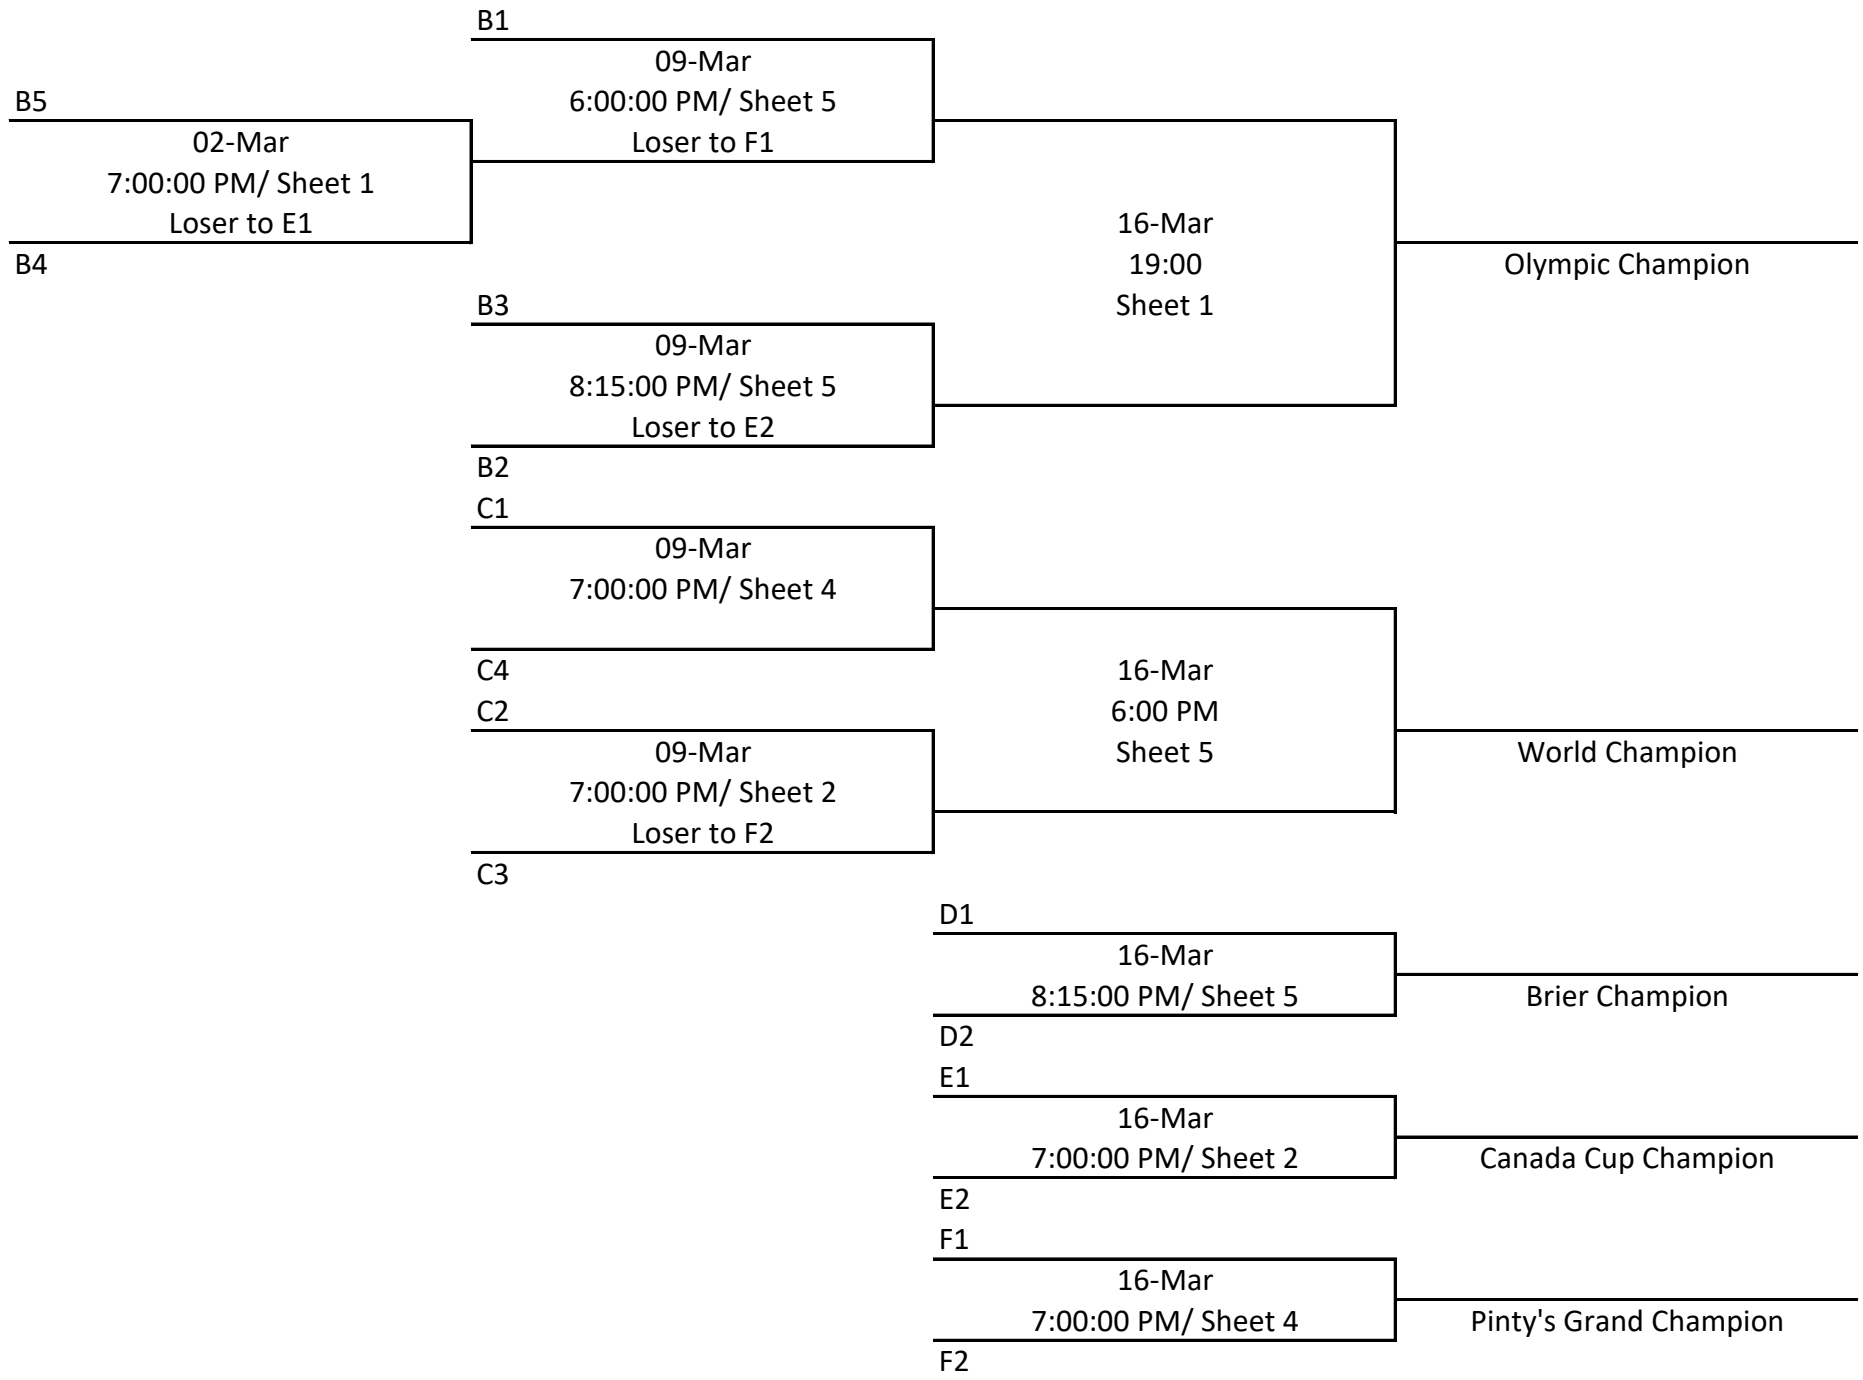 B1
09-Mar
6:00:00 PM/ Sheet 5
Loser to F1
B5
02-Mar
7:00:00 PM/ Sheet 1
Loser to E1
B4
16-Mar
19:00
Sheet 1
Olympic Champion
B3
09-Mar
8:15:00 PM/ Sheet 5
Loser to E2
B2
C1
09-Mar
7:00:00 PM/ Sheet 4
C4
C2
09-Mar
7:00:00 PM/ Sheet 2
Loser to F2
C3
16-Mar
6:00 PM
Sheet 5
World Champion
D1
16-Mar
8:15:00 PM/ Sheet 5
D2
Brier Champion
E1
16-Mar
7:00:00 PM/ Sheet 2
E2
Canada Cup Champion
F1
16-Mar
7:00:00 PM/ Sheet 4
F2
Pinty's Grand Champion